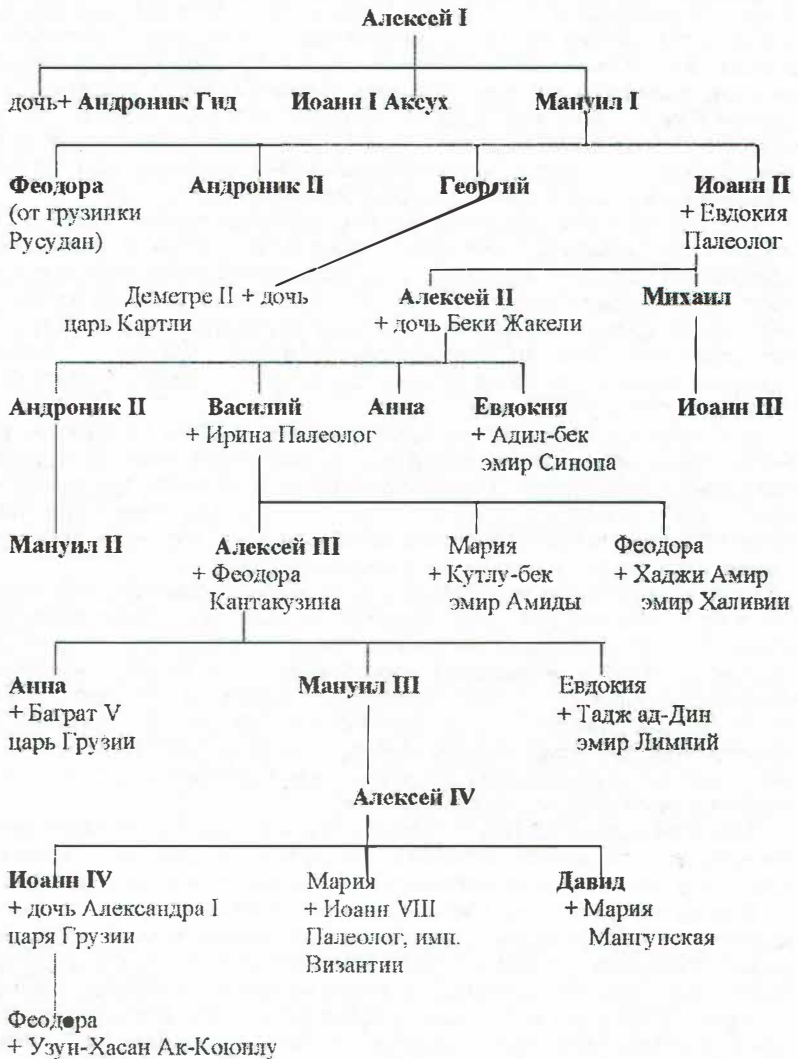 Алексей I
дочь+ Андроник Гид Иоанн I Аксух Мануил I
Феодора Андроник II Георгий Иоанн II
(от грузинки + Евдокия
Русудан) Палеолог
Деметре II + дочь Алексей II Михаил
царь Картли + дочь Беки Жакели
Андроник II Василий Анна Евдокия Иоанн III
+ Ирина Палеолог + Адил-бек
эмир Синопа
Мануил II Алексей III Мария Феодора
+ Феодора + Кутлу-бек + Хаджи Амир
Кантакузина эмир Амиды эмир Халивии
Анна Мануил III Евдокия
+ Баграт V + Тадж ад-Дин
царь Грузии эмир Лимний
Алексей IV
Иоанн IV Мария Давид
+ дочь Александра I + Иоанн VIII + Мария
царя Грузии Палеолог, имп. Мангупская
Византии
Феодора
+ Узун-Хасан Ак-Коюнлу